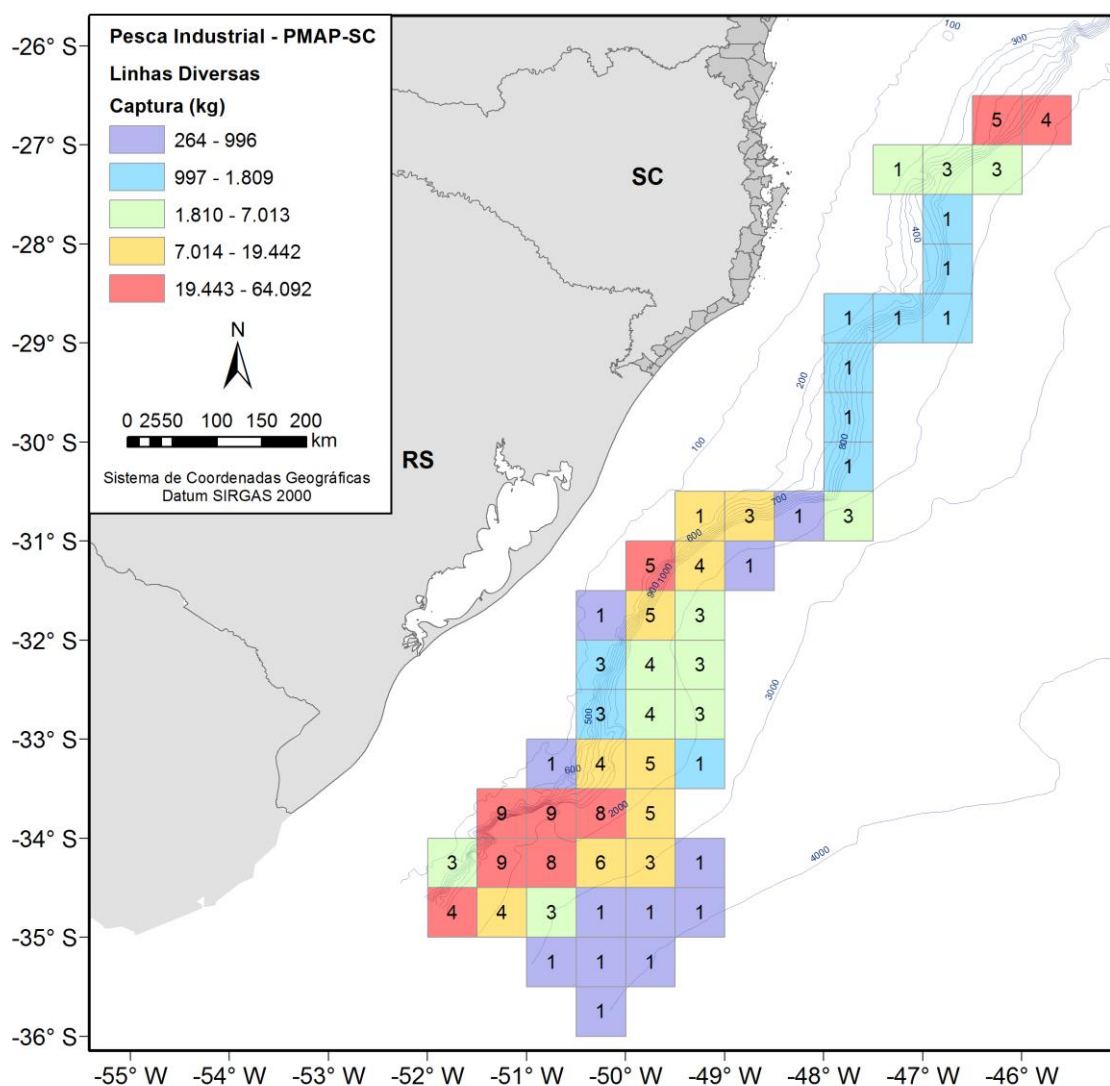 Pesca Industrial - PMAP-SC
Linhas Diversas
Captura (kg)
264 - 996
997 - 1.809
1.810 - 7.013
7.014 - 19.442
19.443 - 64.092
N
0 2550 100 150 200
km
Sistema de Coordenadas Geográficas
Datum SIRGAS 2000
SC
RS
-26° S
-27° S
-28° S
-29° S
-30° S
-31° S
-32° S
-33° S
-34° S
-35° S
-36° S
100
300
5 4
1 3 3
1
400
1
1 1 1
200
1
1
100
800
1
700
1 3 1 3
600
5 4 1
900 1000
1 5 3
3 4 3
3000
500
3 4 3
600
1 4 5 1
2000
9 9 8 5
4000
3 9 8 6 3 1
4 4 3 1 1 1
1 1 1
1
-55° W -54° W -53° W -52° W -51° W -50° W -49° W -48° W -47° W -46° W